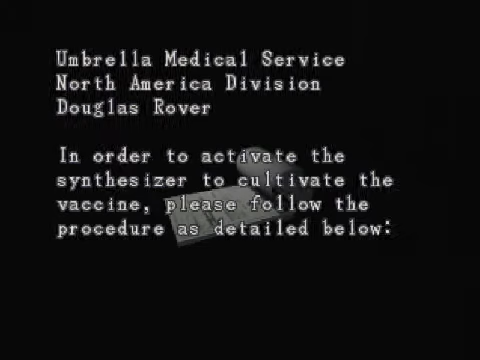 Umbrella Medical Service
North America Division
Douglas Rover
In order to activate the
synthesizer to cultivate the
vaccine, please follow the
procedure as detailed below: